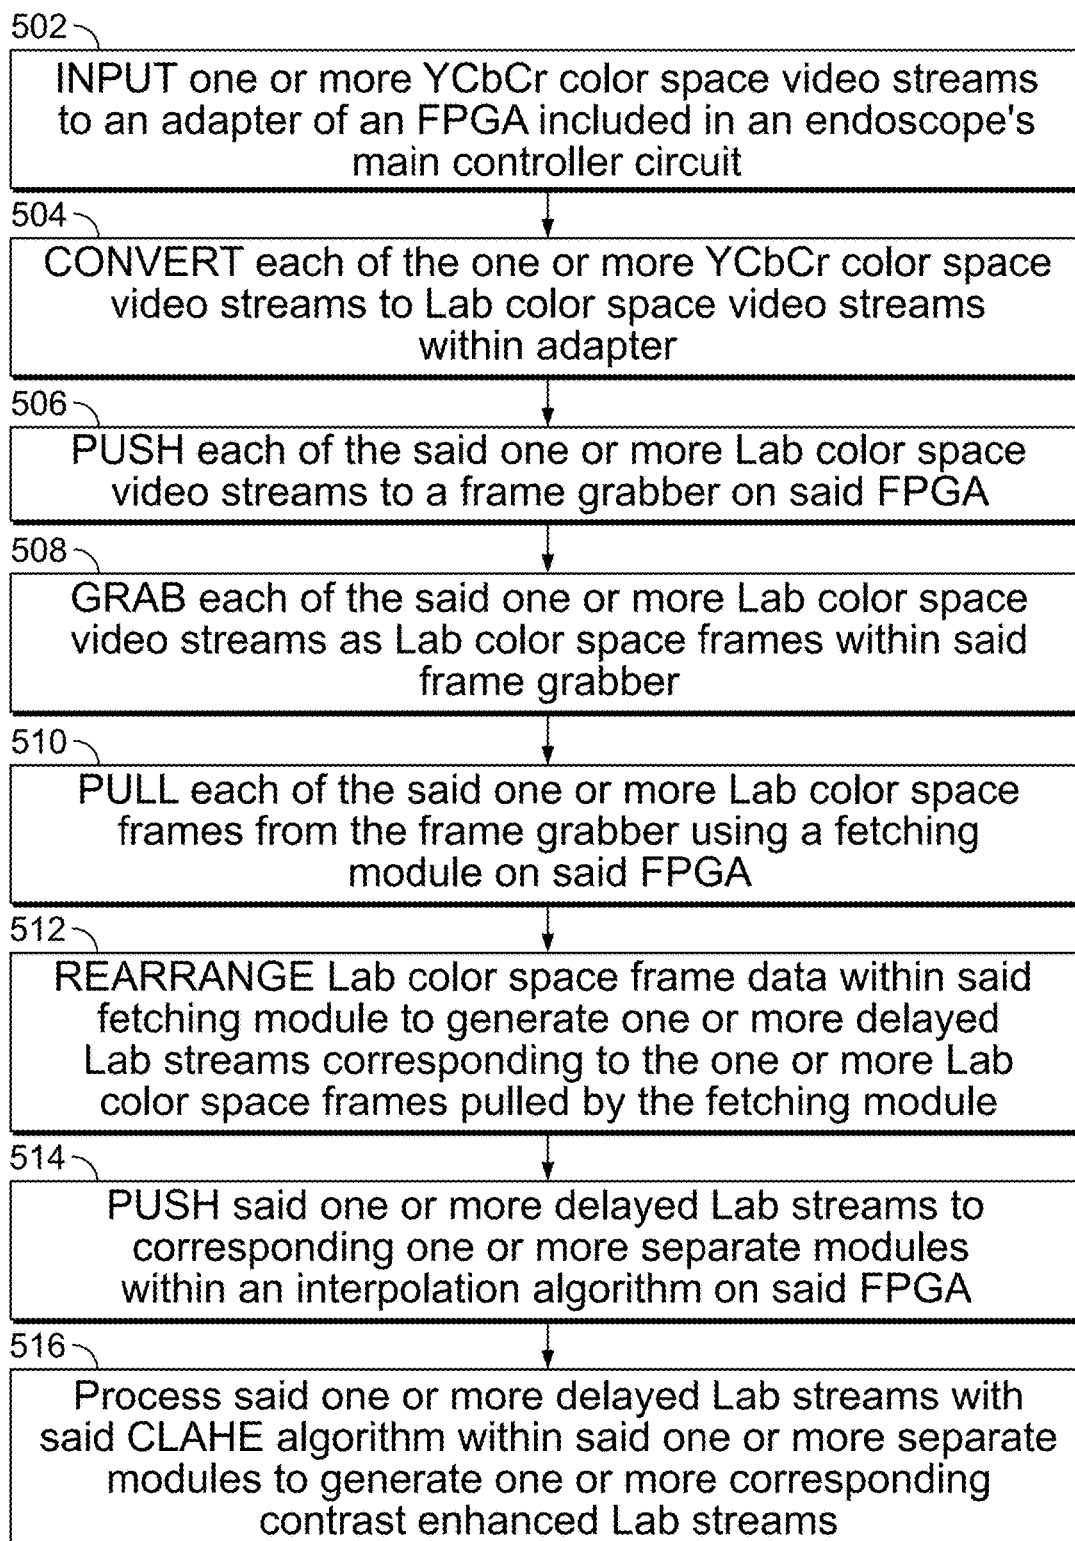 502
INPUT one or more YCbCr color space video streams
to an adapter of an FPGA included in an endoscope's
main controller circuit
504
CONVERT each of the one or more YCbCr color space
video streams to Lab color space video streams
within adapter
506
PUSH each of the said one or more Lab color space
video streams to a frame grabber on said FPGA
508
GRAB each of the said one or more Lab color space
video streams as Lab color space frames within said
frame grabber
510
PULL each of the said one or more Lab color space
frames from the frame grabber using a fetching
module on said FPGA
512
REARRANGE Lab color space frame data within said
fetching module to generate one or more delayed
Lab streams corresponding to the one or more Lab
color space frames pulled by the fetching module
514
PUSH said one or more delayed Lab streams to
corresponding one or more separate modules
within an interpolation algorithm on said FPGA
516
Process said one or more delayed Lab streams with
said CLAHE algorithm within said one or more separate
modules to generate one or more corresponding
contrast enhanced Lab streams